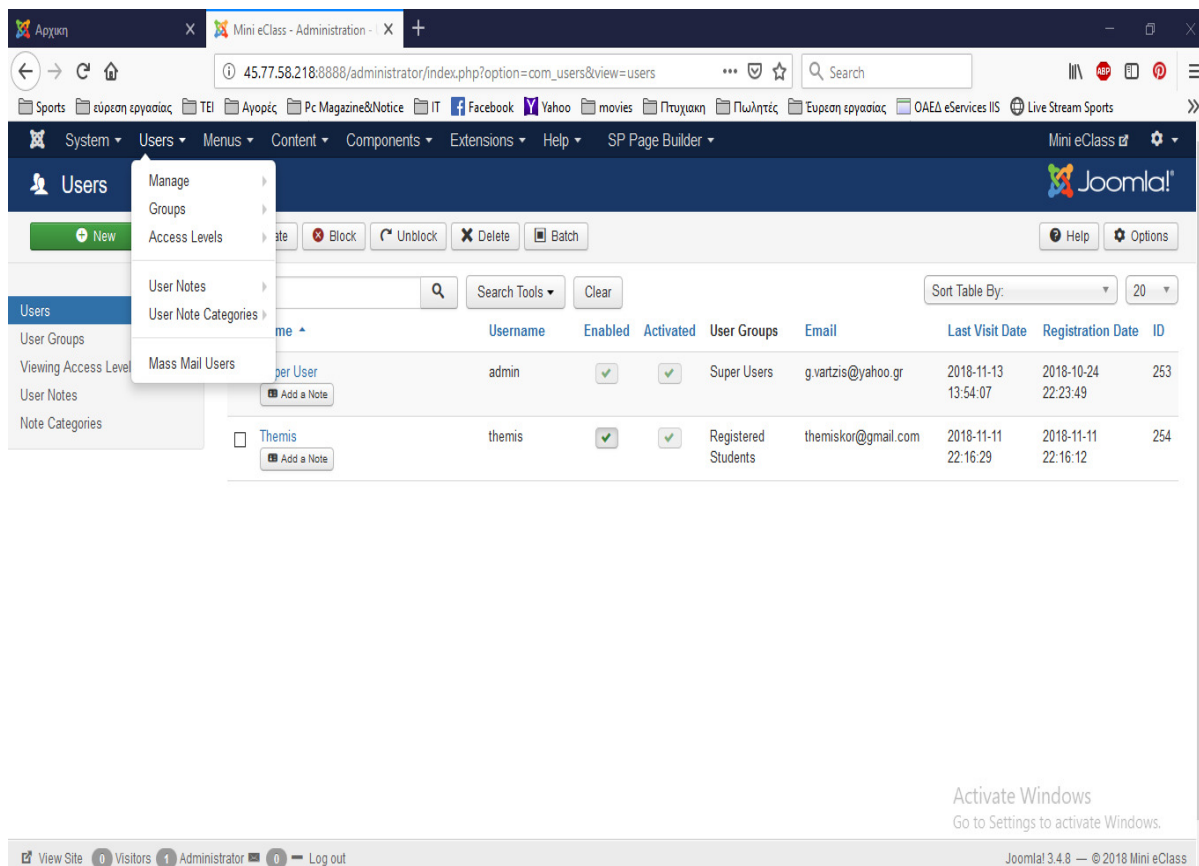 Αρχικη
Mini eClass - Administration -
45.77.58.218:8888/administrator/index.php?option=com_users&view=users
Search
ABP
Sports εύρεση εργασίας TEI Αγορές Pc Magazine&Notice IT Facebook Yahoo movies Πτυχιακη Πωλητές Έυρεση εργασίας ΟΑΕΔ eServices IIS Live Stream Sports
System Users Menus Content Components Extensions Help SP Page Builder Mini eClass
Users
Joomla!
Manage
Groups
Access Levels
User Notes
User Note Categories
Mass Mail Users
New Block Unblock Delete Batch Help Options
Search Tools Clear Sort Table By: 20
Users
User Groups
Viewing Access Level
User Notes
Note Categories
me Username Enabled Activated User Groups Email Last Visit Date Registration Date ID
per User admin Super Users g.vartzis@yahoo.gr 2018-11-13 13:54:07 2018-10-24 22:23:49 253
Add a Note
Themis themis Registered Students themiskor@gmail.com 2018-11-11 22:16:29 2018-11-11 22:16:12 254
Add a Note
Activate Windows
Go to Settings to activate Windows.
View Site 0 Visitors 1 Administrator 0 Log out Joomla! 3.4.8 — © 2018 Mini eClass